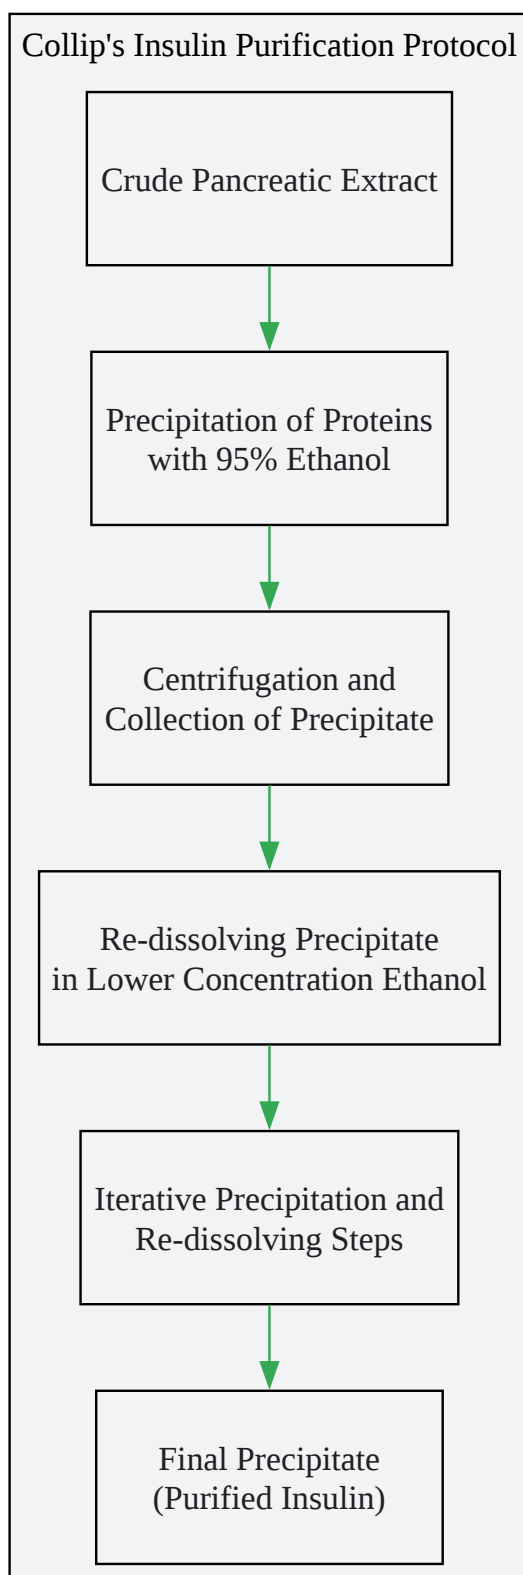 Collip's Insulin Purification Protocol
Crude Pancreatic Extract
Precipitation of Proteins
with 95% Ethanol
Centrifugation and
Collection of Precipitate
Re-dissolving Precipitate
in Lower Concentration Ethanol
Iterative Precipitation and
Re-dissolving Steps
Final Precipitate
(Purified Insulin)